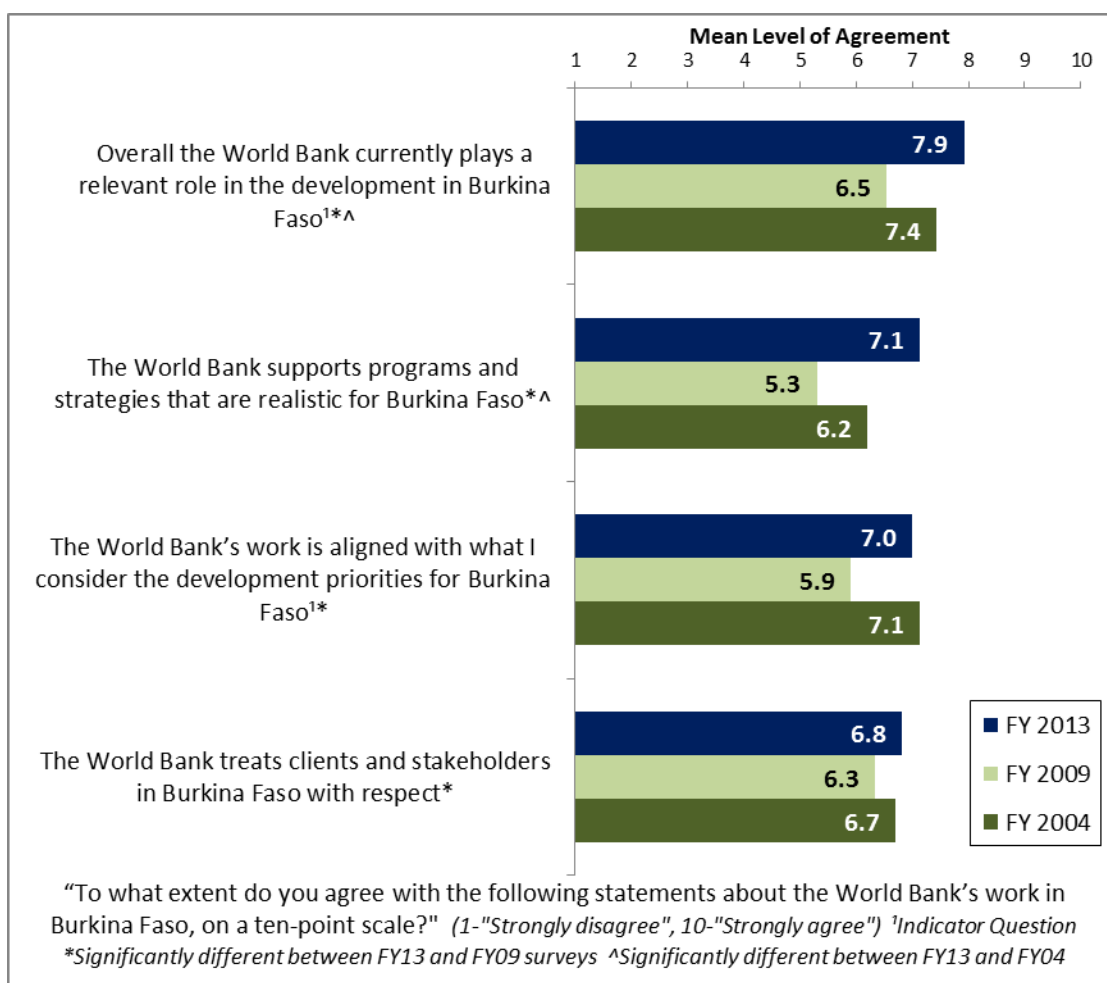 Mean Level of Agreement
1 2 3 4 5 6 7 8 9 10
Overall the World Bank currently plays a
relevant role in the development in Burkina
Faso¹*^
7.9
6.5
7.4
The World Bank supports programs and
strategies that are realistic for Burkina Faso*^
7.1
5.3
6.2
The World Bank’s work is aligned with what I
consider the development priorities for Burkina
Faso¹*
7.0
5.9
7.1
The World Bank treats clients and stakeholders
in Burkina Faso with respect*
6.8
6.3
6.7
FY 2013
FY 2009
FY 2004
“To what extent do you agree with the following statements about the World Bank’s work in
Burkina Faso, on a ten-point scale?" (1-"Strongly disagree", 10-"Strongly agree") ¹Indicator Question
*Significantly different between FY13 and FY09 surveys ^Significantly different between FY13 and FY04